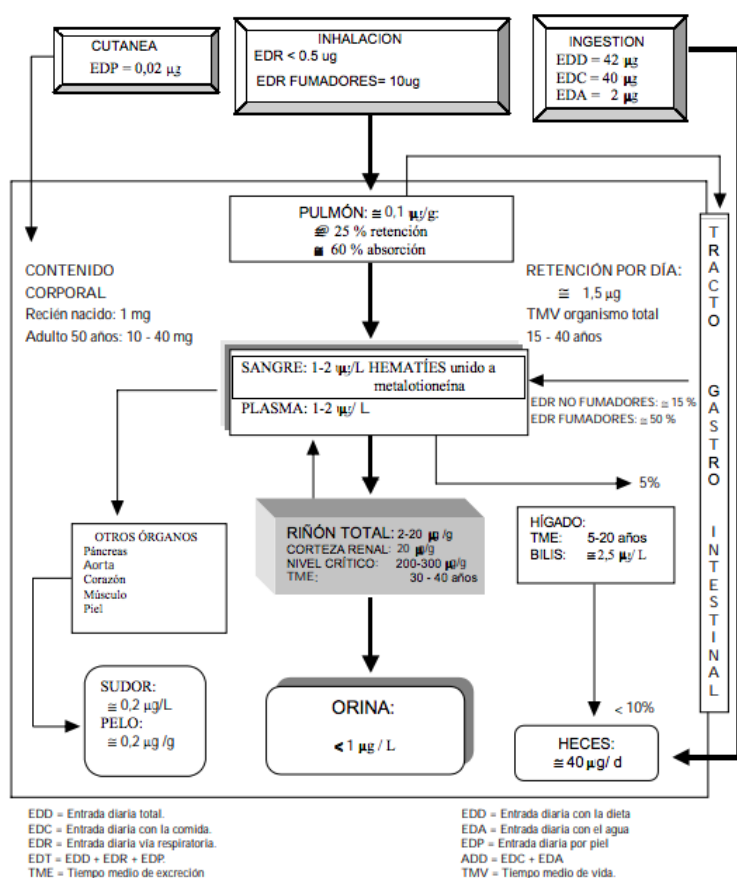 CUTANEA
EDP = 0,02 µg
INHALACION
EDR < 0.5 ug
EDR FUMADORES= 10ug
INGESTION
EDD = 42 µg
EDC = 40 µg
EDA = 2 µg
PULMÓN: ≅ 0,1 µg/g:
≅ 25 % retención
≅ 60 % absorción
CONTENIDO
CORPORAL
Recién nacido: 1 mg
Adulto 50 años: 10 - 40 mg
RETENCIÓN POR DÍA:
≅ 1,5 µg
TMV organismo total
15 - 40 años
TRACTO GASTRO INTESTINAL
SANGRE: 1-2 µg/L HEMATÍES unido a
metalotioneína
PLASMA: 1-2 µg/ L
EDR NO FUMADORES: ≅ 15 %
EDR FUMADORES: ≅ 50 %
5%
OTROS ÓRGANOS
Páncreas
Aorta
Corazón
Músculo
Piel
RIÑÓN TOTAL: 2-20 µg /g
CORTEZA RENAL: 20 µg/g
NIVEL CRÍTICO: 200-300 µg/g
TME: 30 - 40 años
HÍGADO:
TME: 5-20 años
BILIS: ≅ 2,5 µg/ L
SUDOR:
≅ 0,2 µg/L
PELO:
≅ 0,2 µg /g
ORINA:
< 1 µg / L
< 10%
HECES:
≅ 40 µg/ d
EDD = Entrada diaria total.
EDC = Entrada diaria con la comida.
EDR = Entrada diaria vía respiratoria.
EDT = EDD + EDR + EDP.
TME = Tiempo medio de excreción
EDD = Entrada diaria con la dieta
EDA = Entrada diaria con el agua
EDP = Entrada diaria por piel
ADD = EDC + EDA
TMV = Tiempo medio de vida.